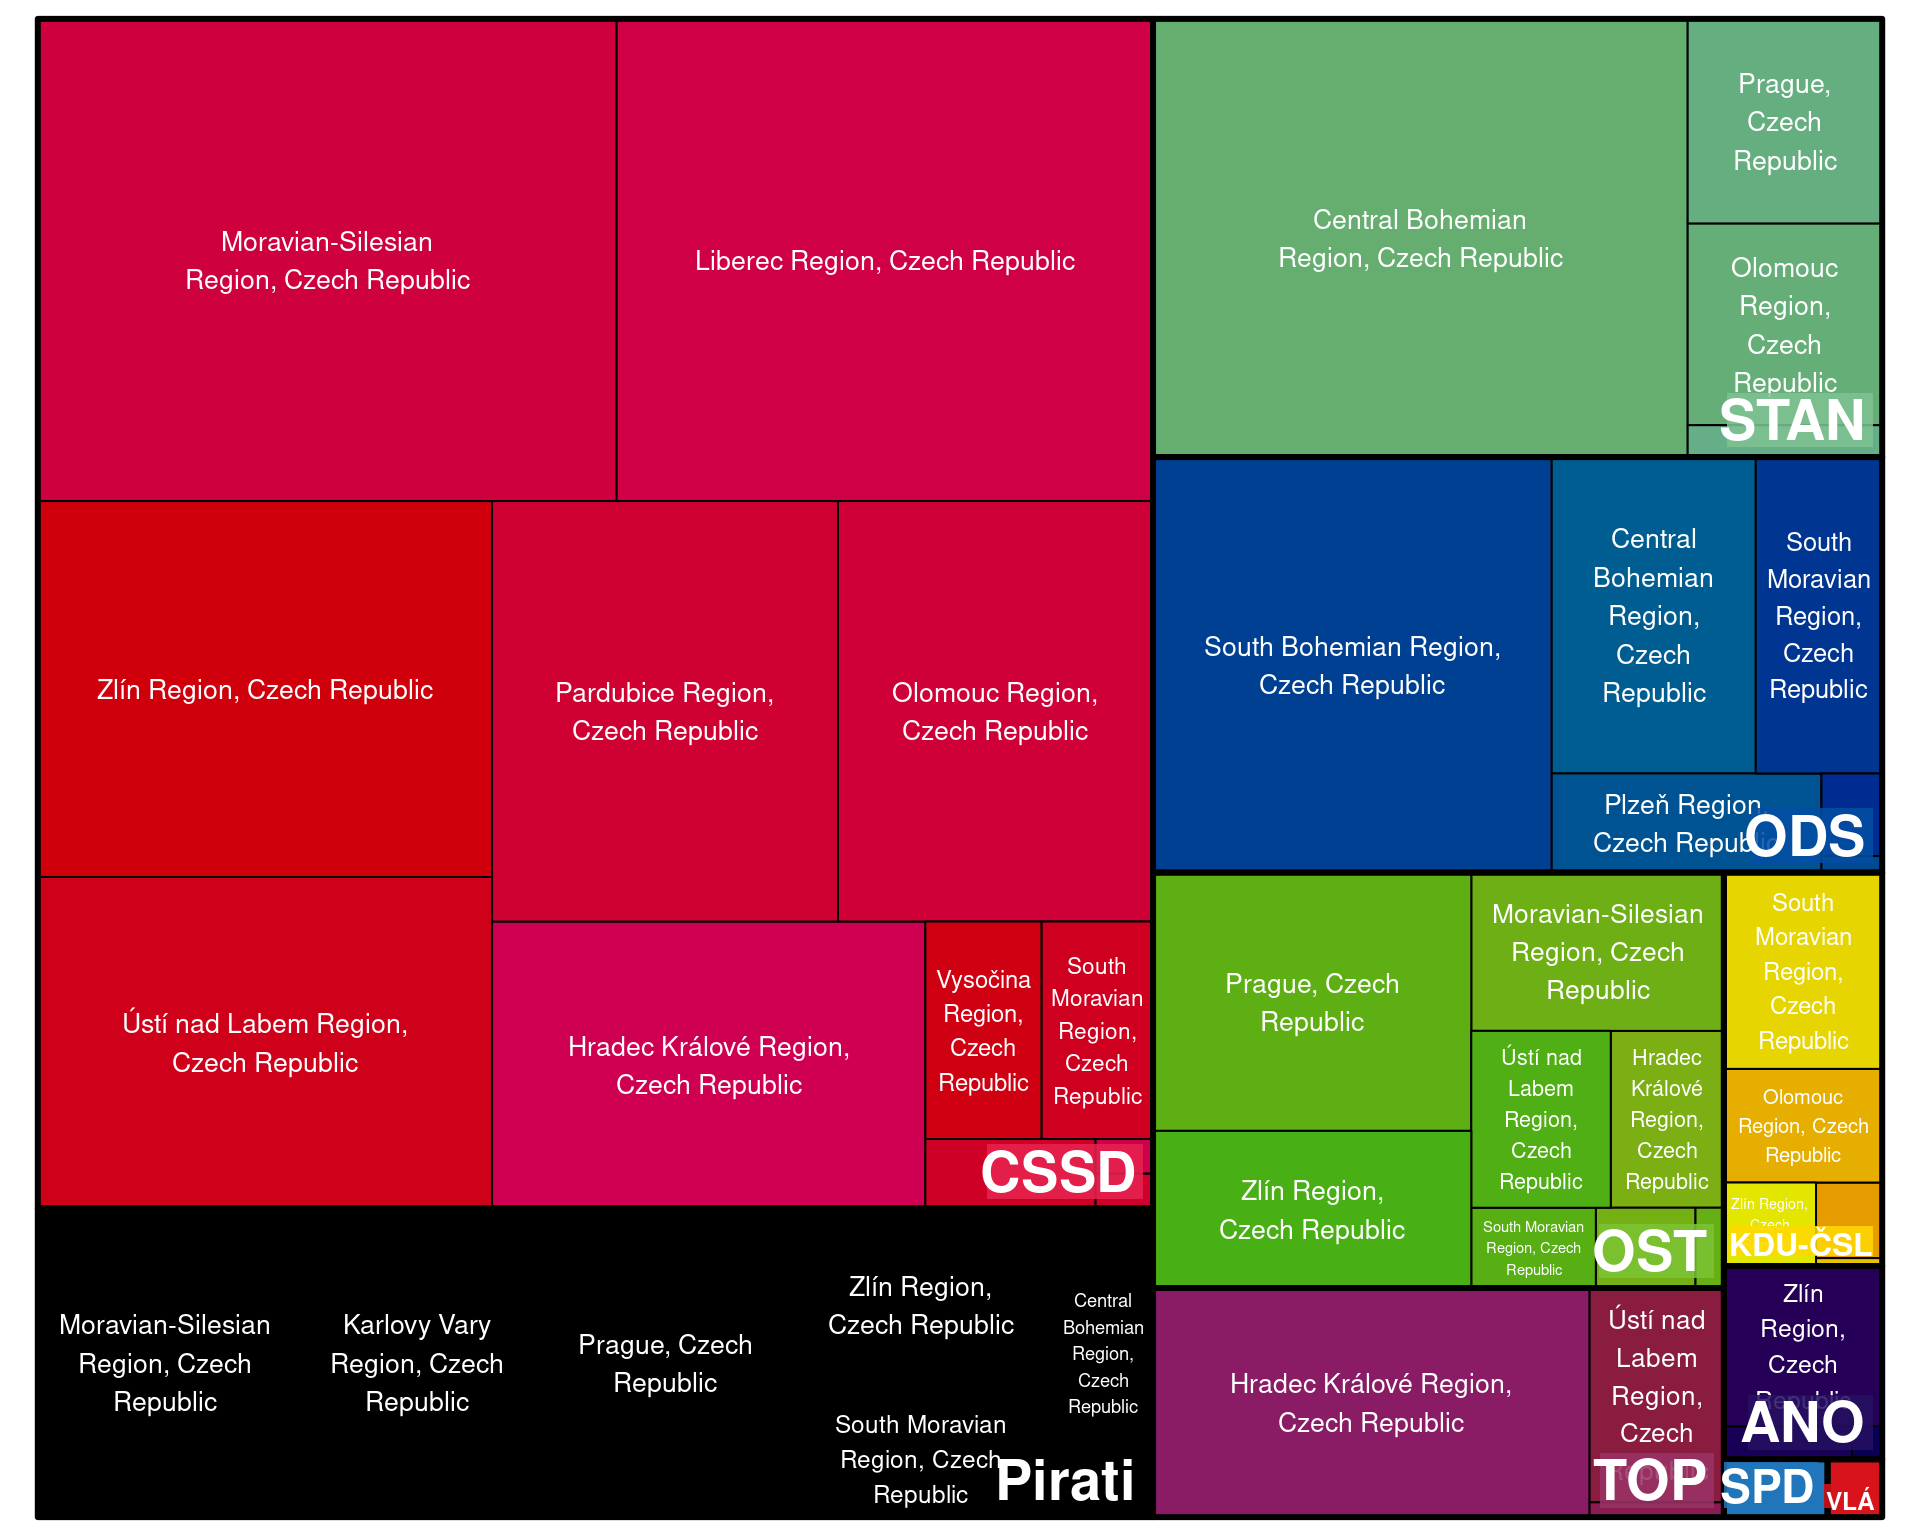 Moravian-Silesian
Region, Czech Republic
Liberec Region, Czech Republic
Zlín Region, Czech Republic
Pardubice Region,
Czech Republic
Olomouc Region,
Czech Republic
Ústí nad Labem Region,
Czech Republic
Hradec Králové Region,
Czech Republic
Vysočina
Region,
Czech
Republic
South
Moravian
Region,
Czech
Republic
CSSD
Moravian-Silesian
Region, Czech
Republic
Karlovy Vary
Region, Czech
Republic
Prague, Czech
Republic
Zlín Region,
Czech Republic
South Moravian
Region, Czech
Republic
Central
Bohemian
Region,
Czech
Republic
Pirati
Central Bohemian
Region, Czech Republic
Prague,
Czech
Republic
Olomouc
Region,
Czech
Republic
STAN
South Bohemian Region,
Czech Republic
Central
Bohemian
Region,
Czech
Republic
South
Moravian
Region,
Czech
Republic
Plzeň Region,
Czech Republic
ODS
Prague, Czech
Republic
Moravian-Silesian
Region, Czech
Republic
Zlín Region,
Czech Republic
Ústí nad
Labem
Region,
Czech
Republic
Hradec
Králové
Region,
Czech
Republic
South Moravian
Region, Czech
Republic
OST
South
Moravian
Region,
Czech
Republic
Olomouc
Region, Czech
Republic
Zlín Region,
Czech
KDU-ČSL
Hradec Králové Region,
Czech Republic
Ústí nad
Labem
Region,
Czech
Republic
TOP
Zlín
Region,
Czech
Republic
ANO
SPD
VLÁ